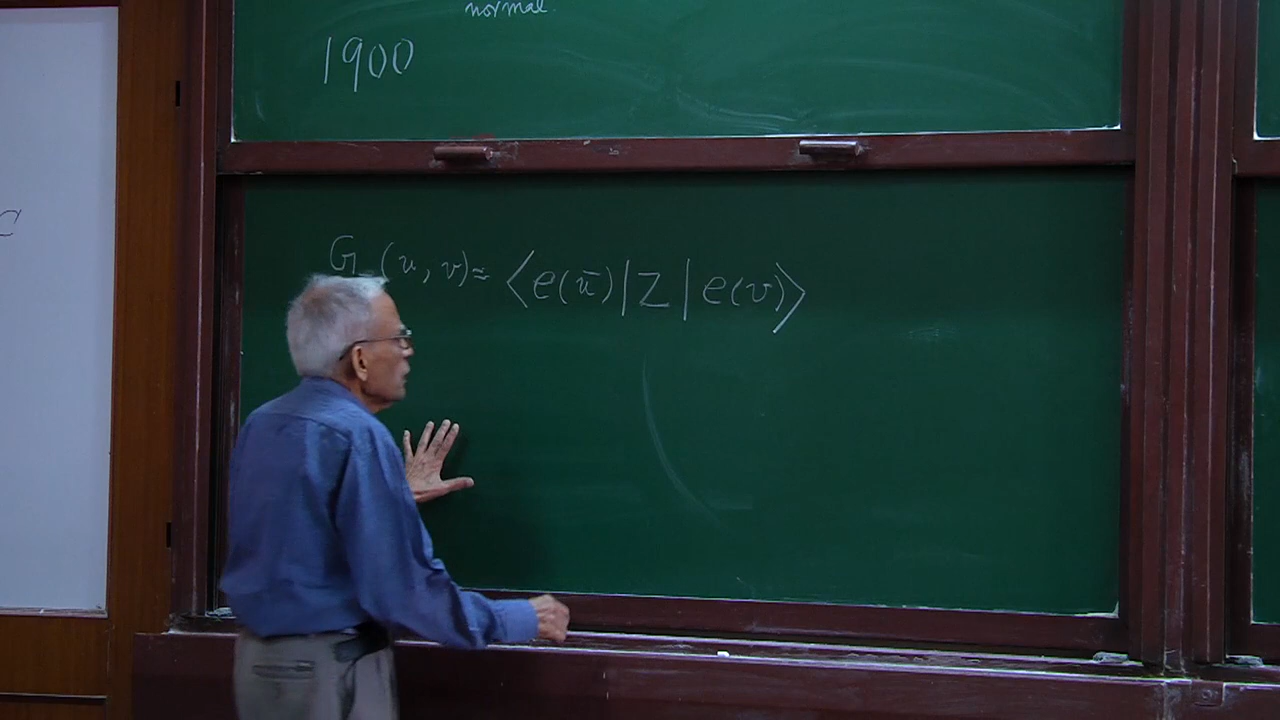 normal.
1900
G (u, v) = ⟨e(ū)|Z|e(v)⟩
C